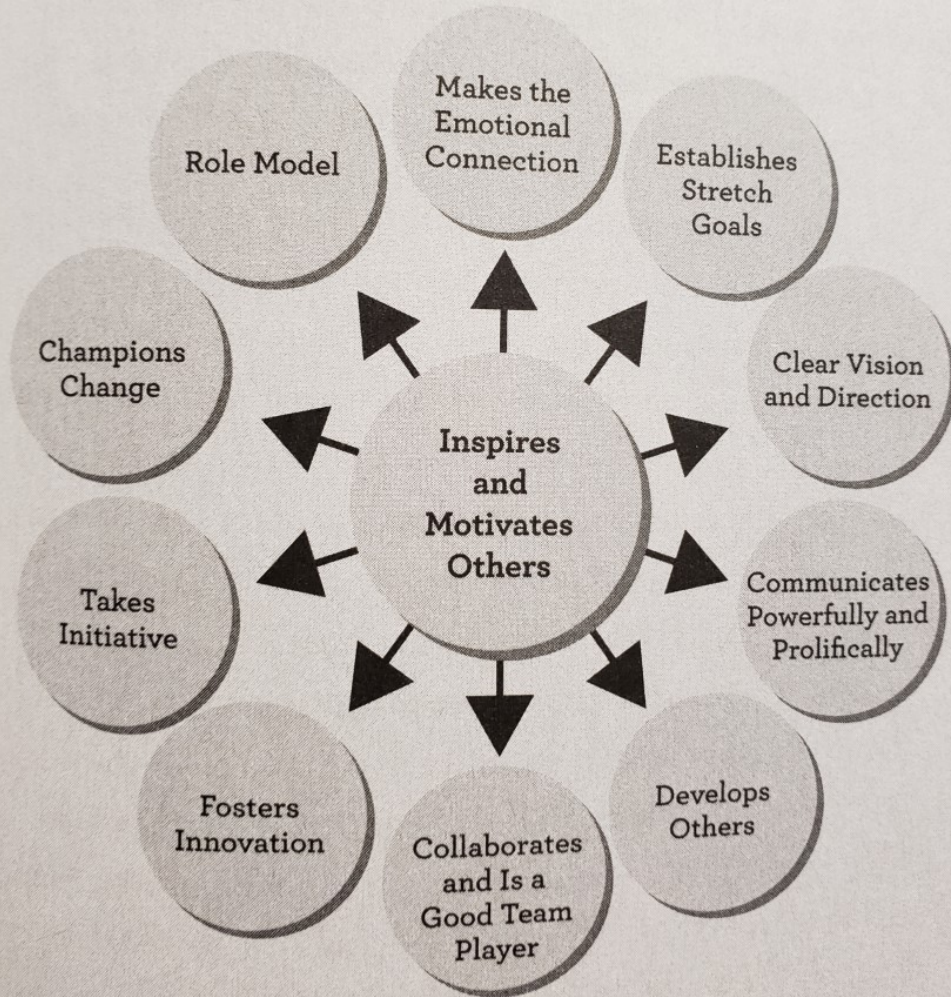 Makes the
Emotional
Connection
Role Model
Establishes
Stretch
Goals
Champions
Change
Clear Vision
and Direction
Inspires
and
Motivates
Others
Takes
Initiative
Communicates
Powerfully and
Prolifically
Fosters
Innovation
Develops
Others
Collaborates
and Is a
Good Team
Player